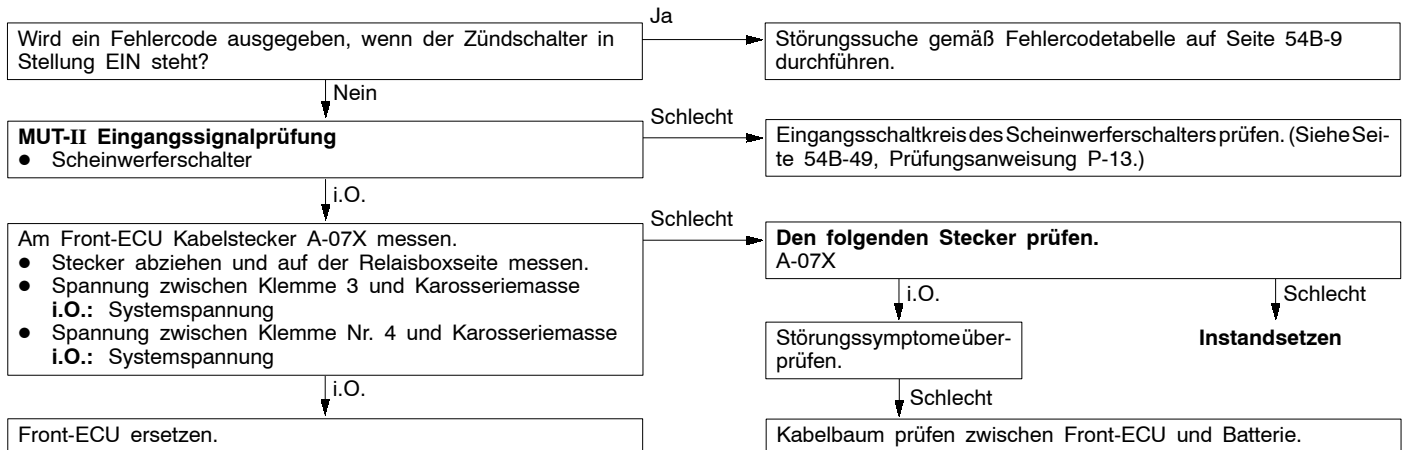 Wird ein Fehlercode ausgegeben, wenn der Zündschalter in
Stellung EIN steht?
Ja
Störungssuche gemäß Fehlercodetabelle auf Seite 54B-9
durchführen.
Nein
MUT-II Eingangssignalprüfung
● Scheinwerferschalter
Schlecht
Eingangsschaltkreis des Scheinwerferschalters prüfen. (Siehe Sei-
te 54B-49, Prüfungsanweisung P-13.)
i.O.
Am Front-ECU Kabelstecker A-07X messen.
● Stecker abziehen und auf der Relaisboxseite messen.
● Spannung zwischen Klemme 3 und Karosseriemasse
i.O.: Systemspannung
● Spannung zwischen Klemme Nr. 4 und Karosseriemasse
i.O.: Systemspannung
Schlecht
Den folgenden Stecker prüfen.
A-07X
i.O.
Schlecht
Störungssymptome über-
prüfen.
Instandsetzen
i.O.
Schlecht
Front-ECU ersetzen.
Kabelbaum prüfen zwischen Front-ECU und Batterie.